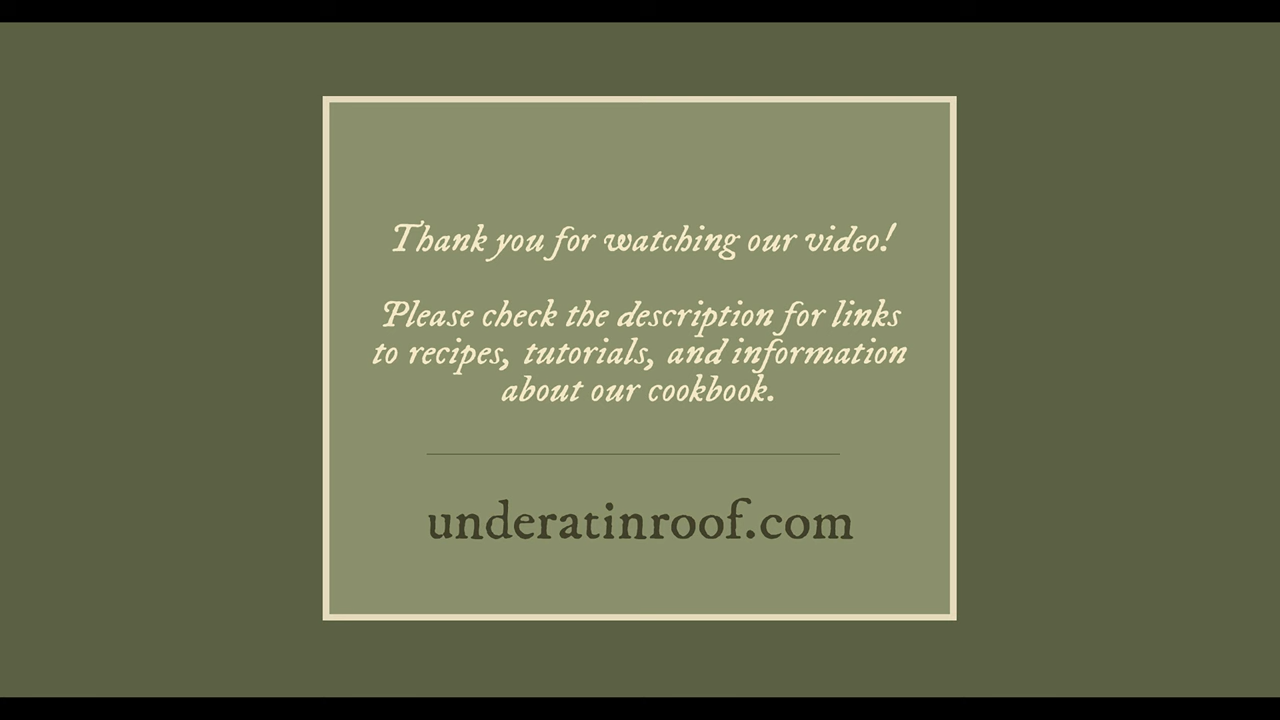 Thank you for watching our video!
Please check the description for links
to recipes, tutorials, and information
about our cookbook.
underatinroof.com